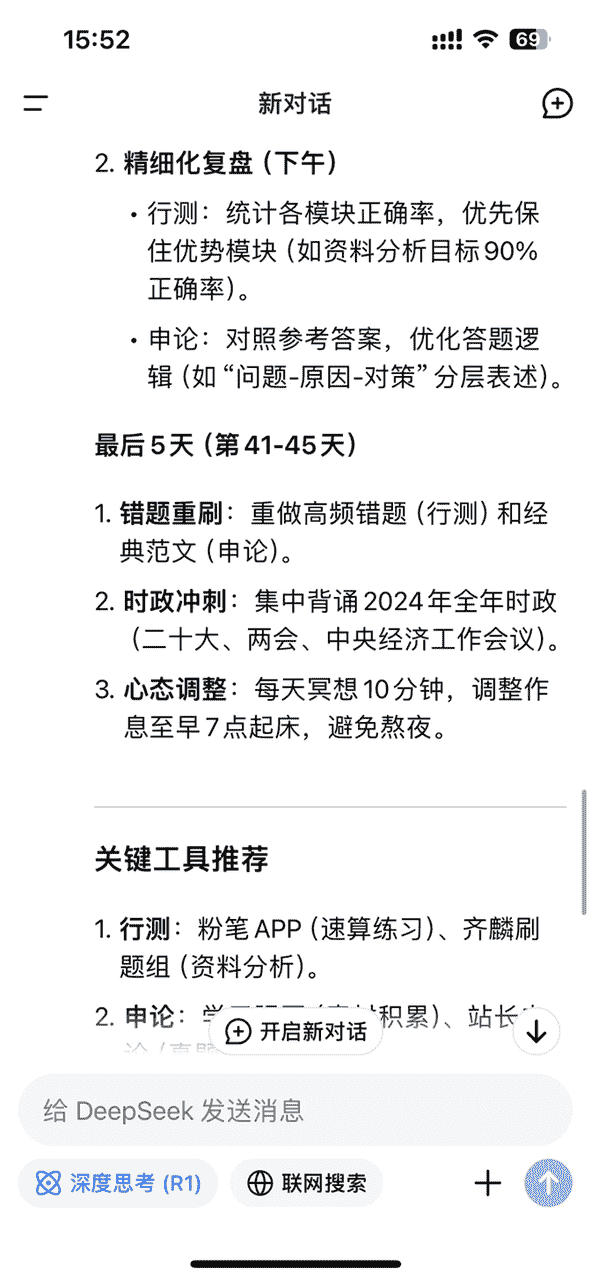 15:52
69
新对话
2. 精细化复盘（下午）
• 行测：统计各模块正确率，优先保
住优势模块（如资料分析目标90%
正确率）。
• 申论：对照参考答案，优化答题逻
辑（如“问题-原因-对策”分层表述）。
最后5天（第41-45天）
1. 错题重刷：重做高频错题（行测）和经
典范文（申论）。
2. 时政冲刺：集中背诵2024年全年时政
（二十大、两会、中央经济工作会议）。
3. 心态调整：每天冥想10分钟，调整作
息至早7点起床，避免熬夜。
关键工具推荐
1. 行测：粉笔APP（速算练习）、齐麟刷
题组（资料分析）。
2. 申论：积累）、站长
开启新对话
给 DeepSeek 发送消息
深度思考 (R1)
联网搜索